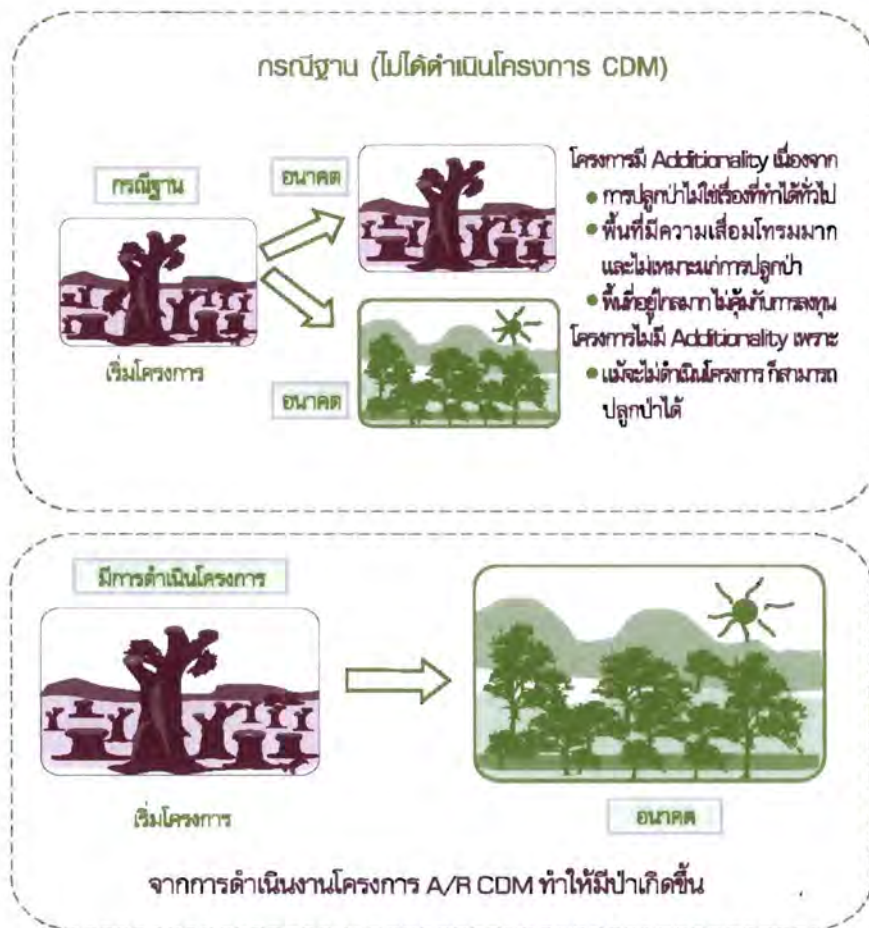 กรณีฐาน (ไม่ได้ดำเนินโครงการ CDM)
กรณีฐาน
อนาคต
เริ่มโครงการ
อนาคต
โครงการมี Additionality เนื่องจาก
● การปลูกป่าไม่ใช่เรื่องที่ทำได้ทั่วไป
● พื้นที่มีความเสื่อมโทรมมาก
และไม่เหมาะแก่การปลูกป่า
● พื้นที่อยู่ไกลมาก ไม่คุ้มกับการลงทุน
โครงการไม่มี Additionality เพราะ
● แม้จะไม่ดำเนินโครงการ ก็สามารถ
ปลูกป่าได้
มีการดำเนินโครงการ
เริ่มโครงการ
อนาคต
จากการดำเนินงานโครงการ A/R CDM ทำให้มีป่าเกิดขึ้น